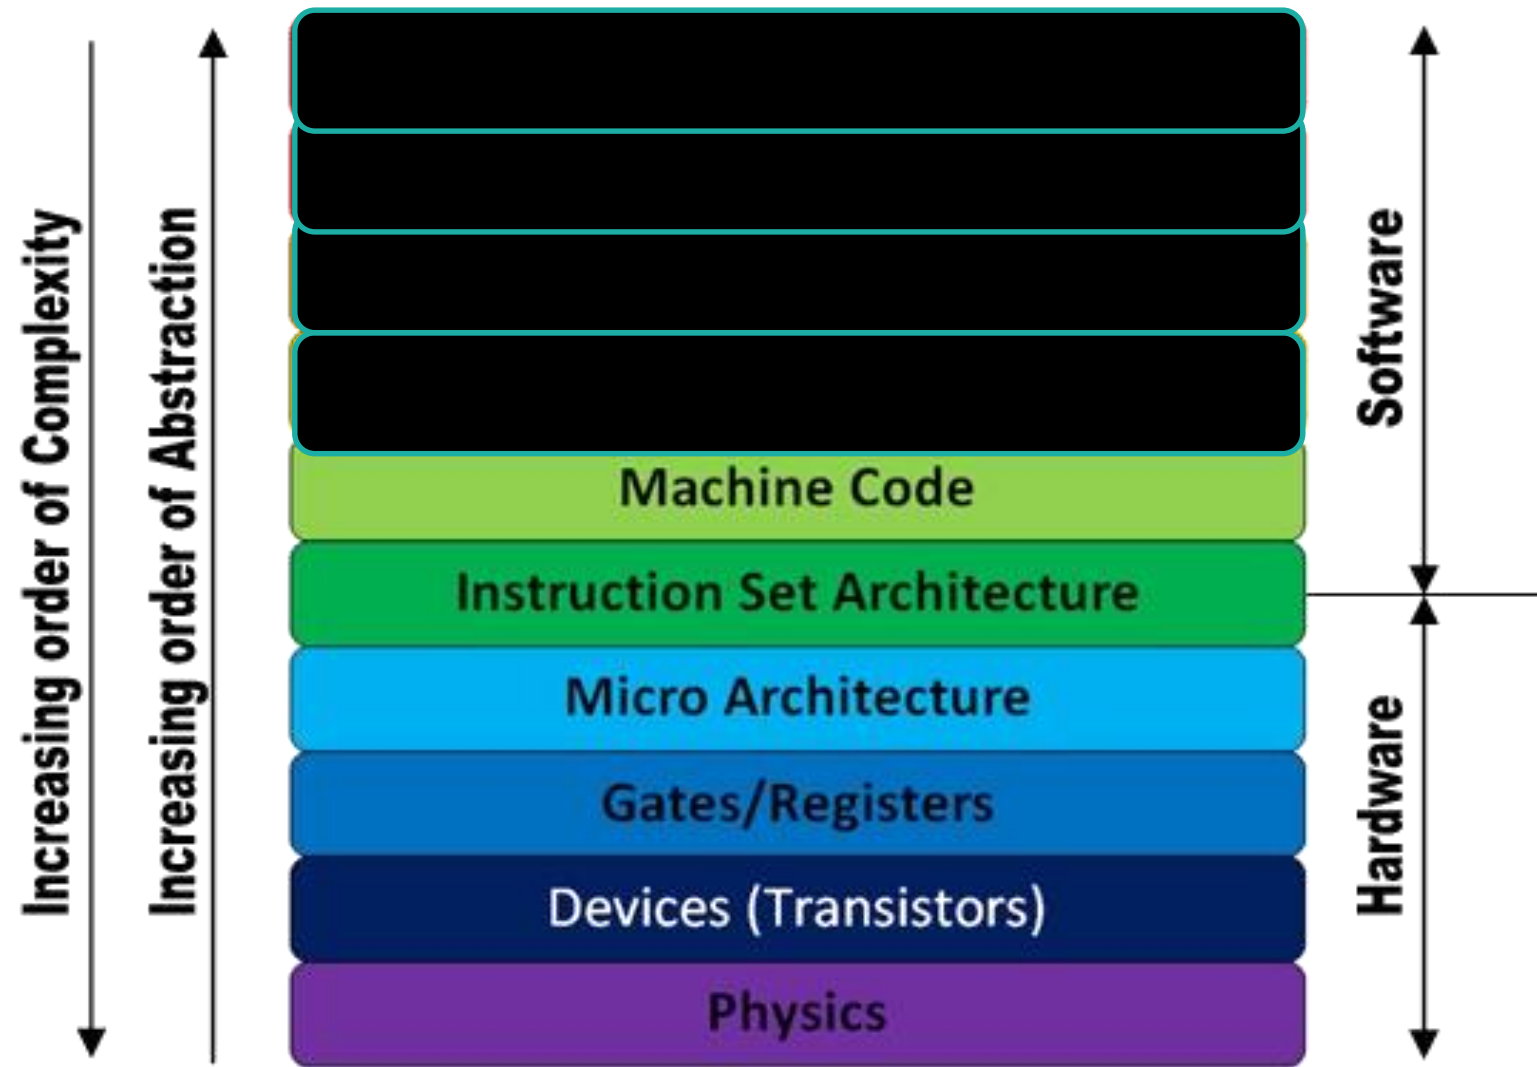 Increasing order of Complexity
Increasing order of Abstraction
Machine Code
Instruction Set Architecture
Micro Architecture
Gates/Registers
Devices (Transistors)
Physics
Software
Hardware